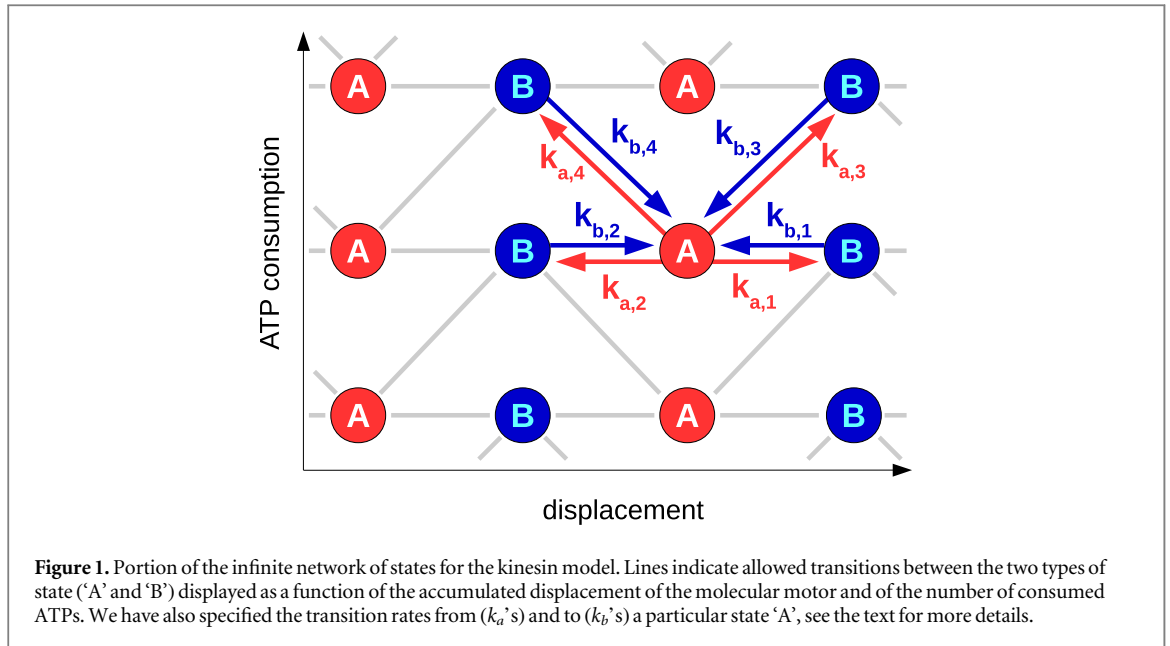 A B A B
k_b,4 k_b,3
k_a,4 k_a,3
ATP consumption
k_b,2 k_b,1
A B A B
k_a,2 k_a,1
A B A B
displacement
Figure 1. Portion of the infinite network of states for the kinesin model. Lines indicate allowed transitions between the two types of
state (‘A’ and ‘B’) displayed as a function of the accumulated displacement of the molecular motor and of the number of consumed
ATPs. We have also specified the transition rates from (k_a’s) and to (k_b’s) a particular state ‘A’, see the text for more details.